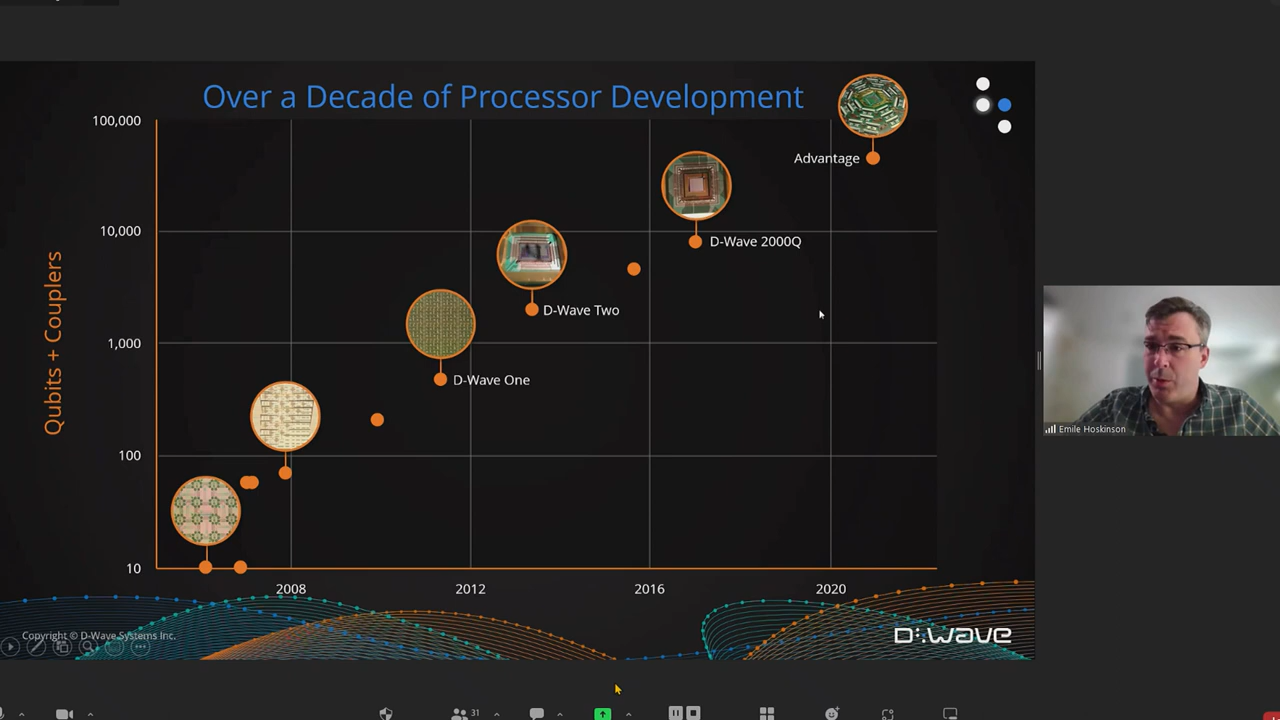 Over a Decade of Processor Development
100,000
Advantage
10,000
D-Wave 2000Q
Qubits + Couplers
D-Wave Two
1,000
D-Wave One
100
10
2008
2012
2016
2020
Emile Hoskinson
Copyright © D-Wave Systems Inc.
D:wave
31